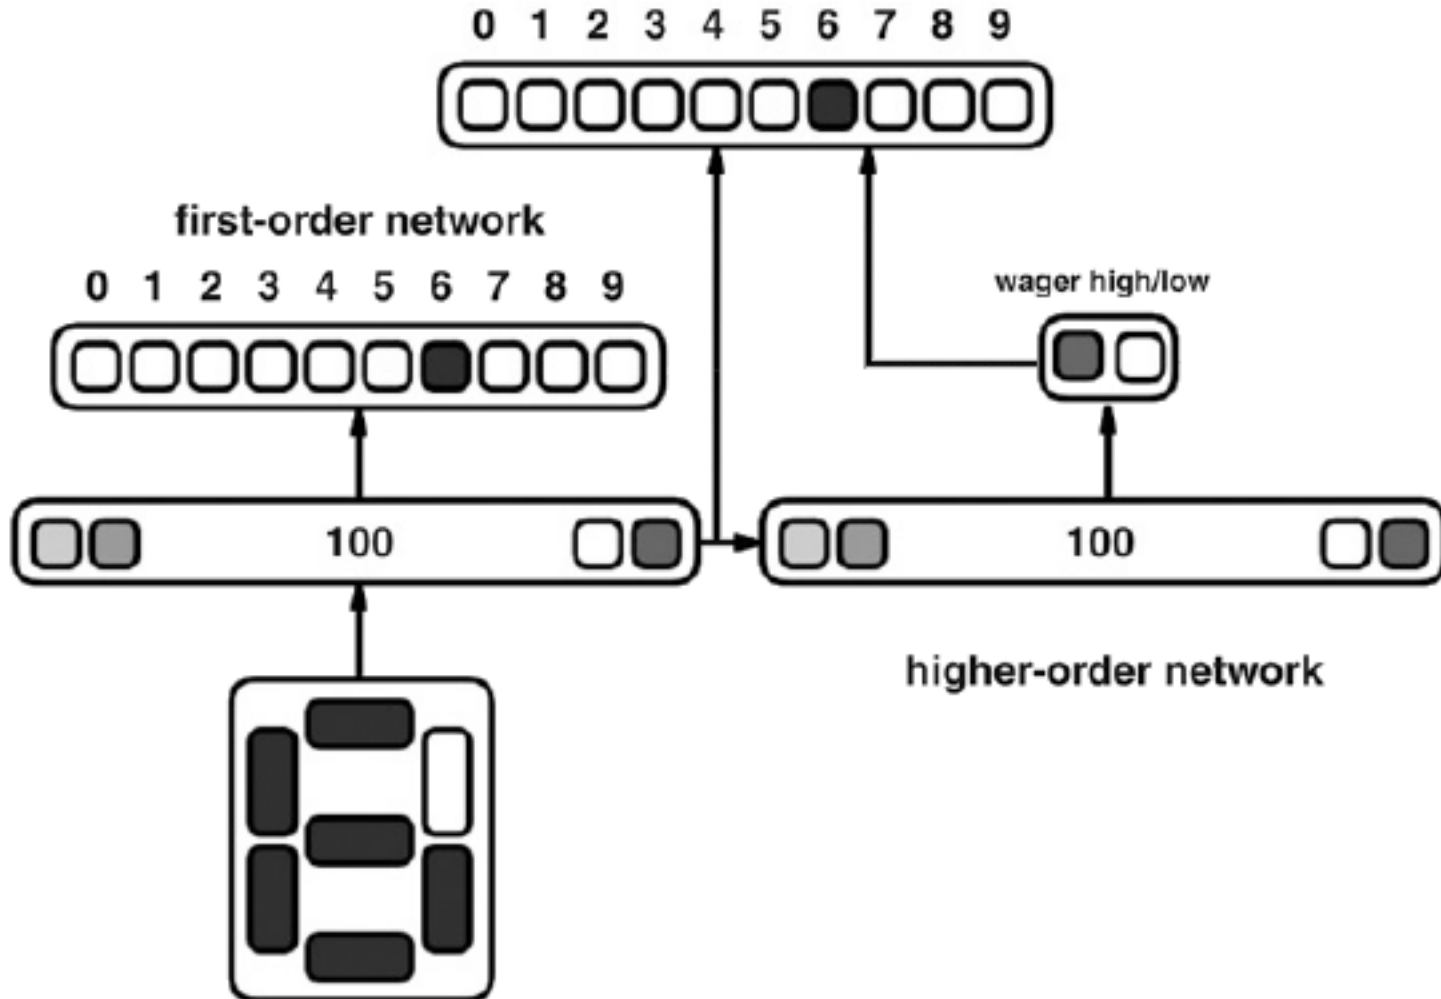 0 1 2 3 4 5 6 7 8 9
first-order network
0 1 2 3 4 5 6 7 8 9
wager high/low
100
100
higher-order network